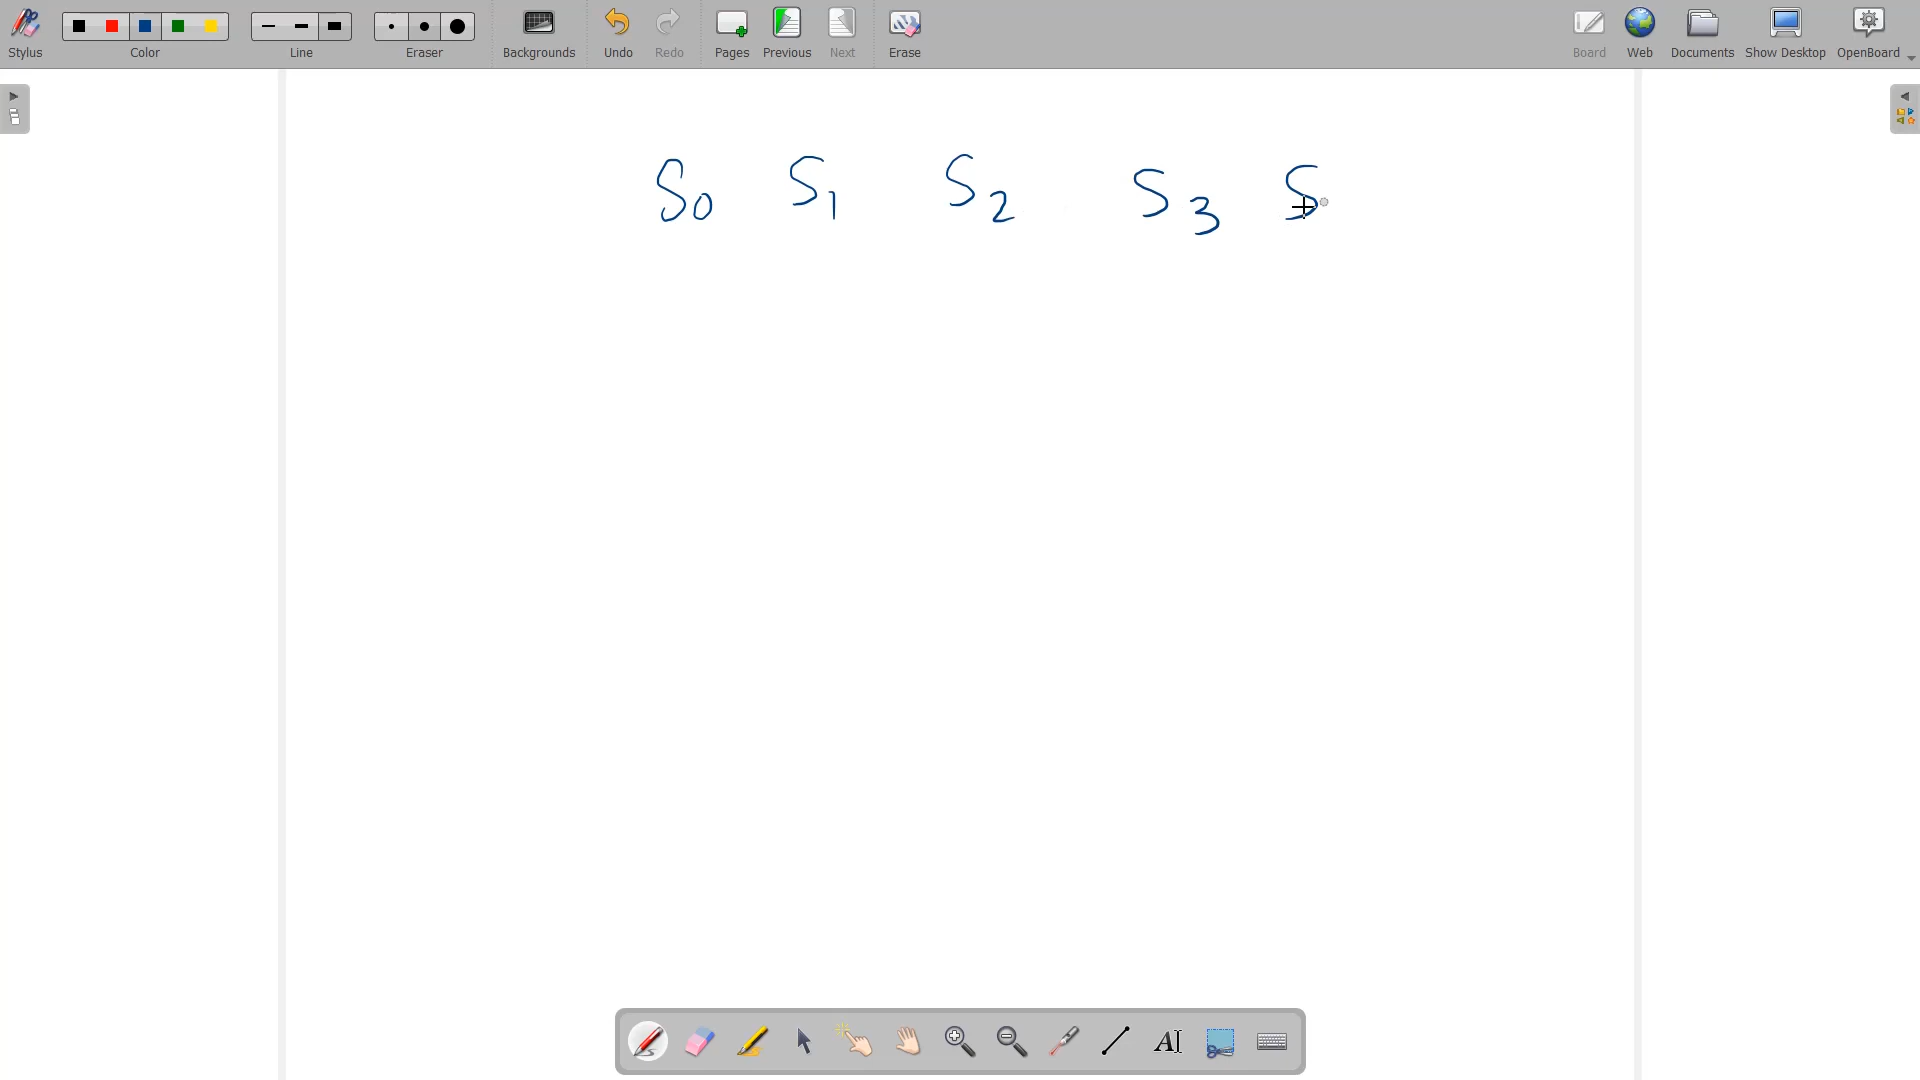 Stylus Color Line Eraser Backgrounds Undo Redo Pages Previous Next Erase Board Web Documents Show Desktop OpenBoard
S₀ S₁ S₂ S₃ S
AI